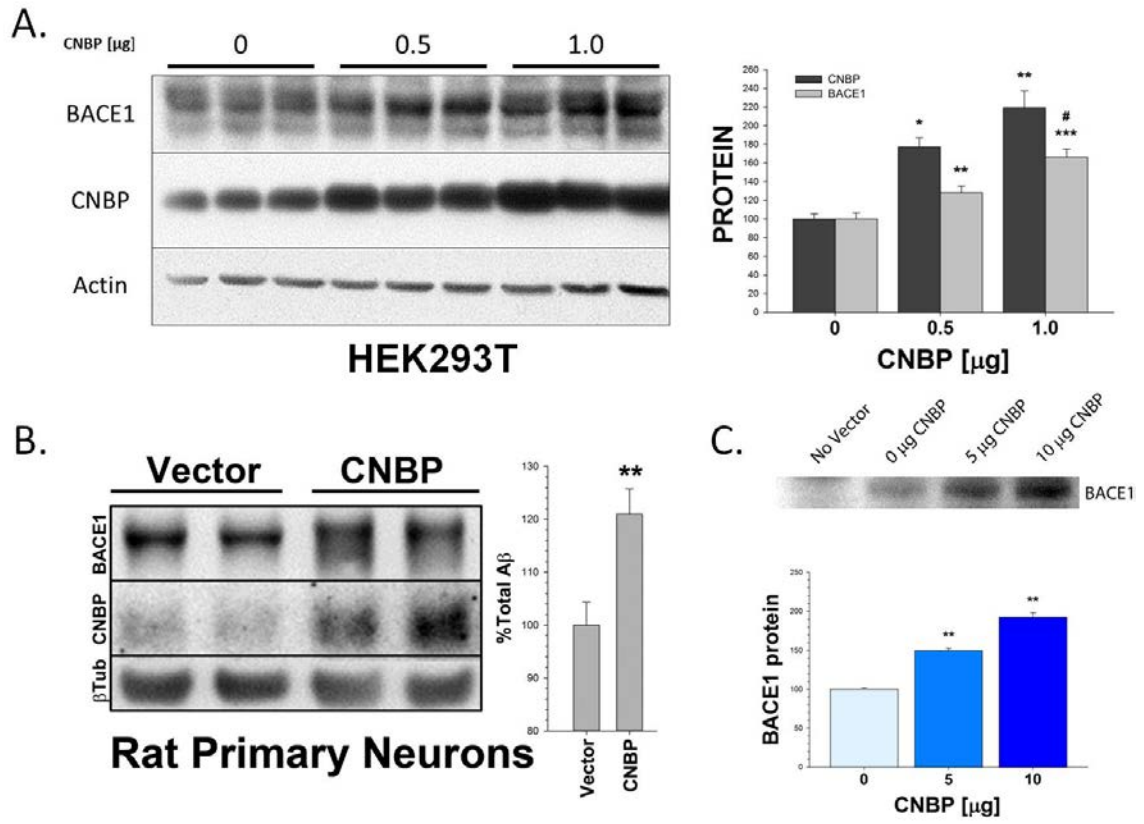 A.
CNBP [µg]
0 0.5 1.0
BACE1
CNBP
Actin
HEK293T
PROTEIN
260
240
220
200
180
160
140
120
100
80
60
40
20
0
CNBP
BACE1
* ** ** # ***
0 0.5 1.0
CNBP [µg]
B.
Vector CNBP
BACE1
CNBP
βTub
Rat Primary Neurons
%Total Aβ
130
120
110
100
90
80
**
Vector
CNBP
C.
No Vector
0 µg CNBP
5 µg CNBP
10 µg CNBP
BACE1
BACE1 protein
250
200
150
100
50
0
** **
0 5 10
CNBP [µg]